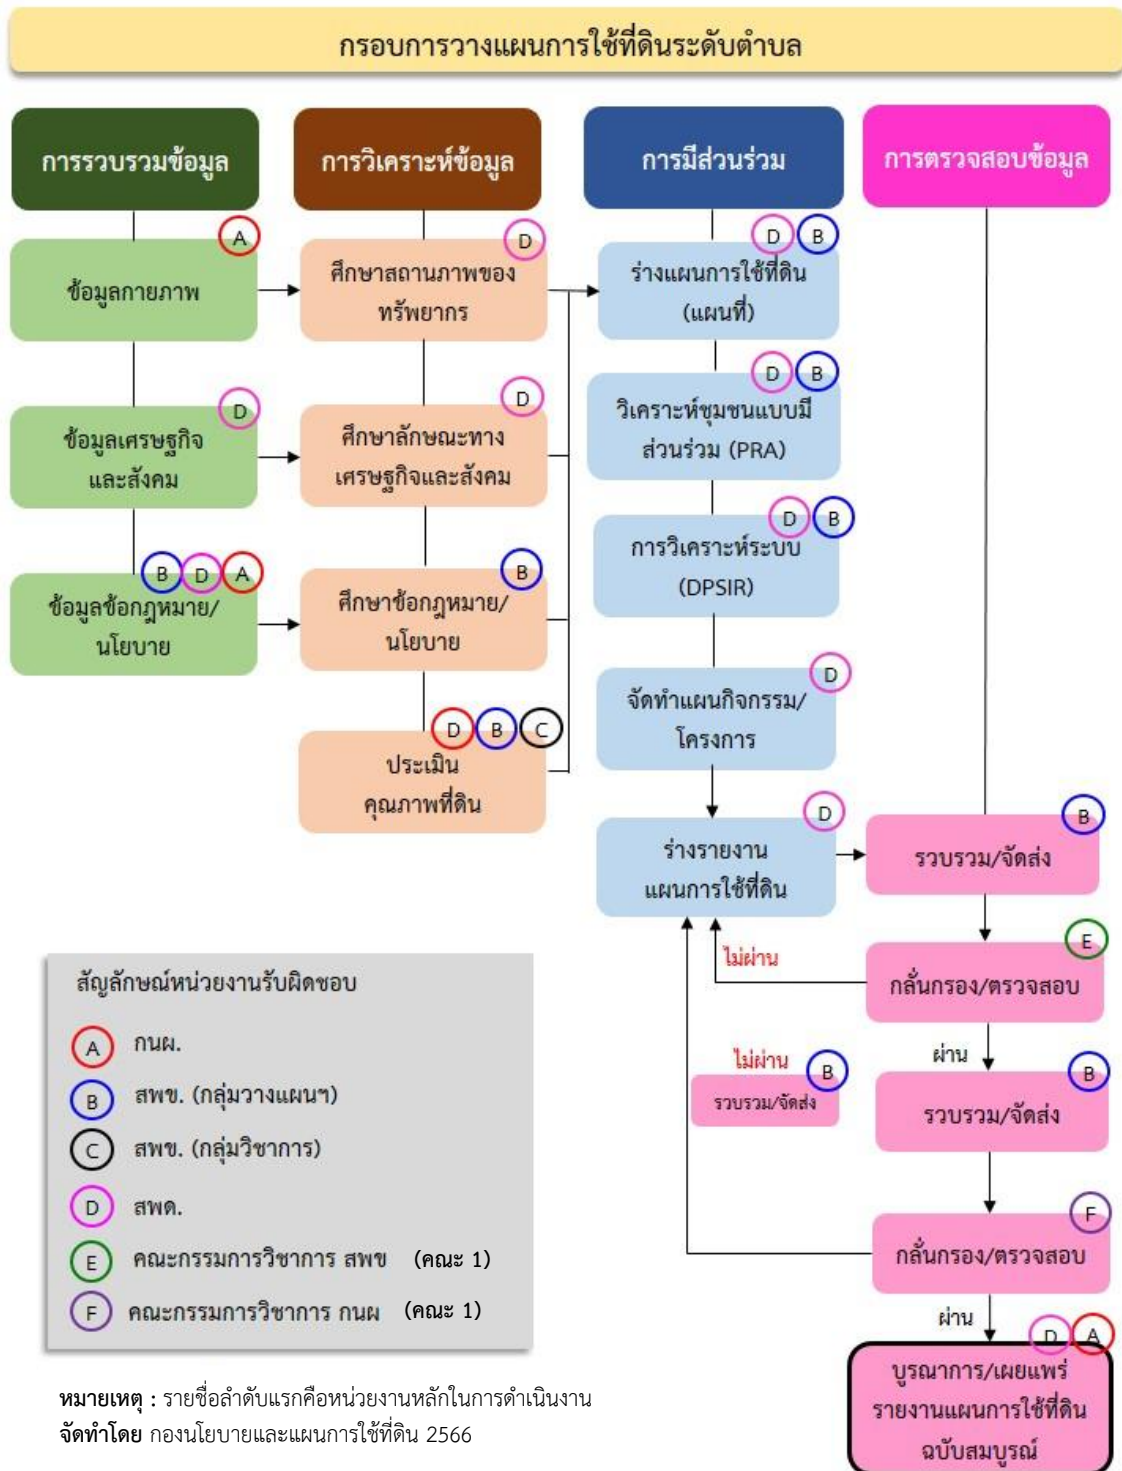 กรอบการวางแผนการใช้ที่ดินระดับตำบล
การรวบรวมข้อมูล
A
ข้อมูลกายภาพ
D
ข้อมูลเศรษฐกิจ
และสังคม
B D A
ข้อมูลข้อกฎหมาย/
นโยบาย
การวิเคราะห์ข้อมูล
D
ศึกษาสถานภาพของ
ทรัพยากร
D
ศึกษาลักษณะทาง
เศรษฐกิจและสังคม
B
ศึกษาข้อกฎหมาย/
นโยบาย
D B C
ประเมิน
คุณภาพที่ดิน
การมีส่วนร่วม
D B
ร่างแผนการใช้ที่ดิน
(แผนที่)
D B
วิเคราะห์ชุมชนแบบมี
ส่วนร่วม (PRA)
D B
การวิเคราะห์ระบบ
(DPSIR)
D
จัดทำแผนกิจกรรม/
โครงการ
D
ร่างรายงาน
แผนการใช้ที่ดิน
การตรวจสอบข้อมูล
B
รวบรวม/จัดส่ง
E
กลั่นกรอง/ตรวจสอบ
ไม่ผ่าน
ผ่าน
B
รวบรวม/จัดส่ง
ไม่ผ่าน
B
รวบรวม/จัดส่ง
F
กลั่นกรอง/ตรวจสอบ
ผ่าน
D A
บูรณาการ/เผยแพร่
รายงานแผนการใช้ที่ดิน
ฉบับสมบูรณ์
สัญลักษณ์หน่วยงานรับผิดชอบ
A กนผ.
B สพข. (กลุ่มวางแผนฯ)
C สพข. (กลุ่มวิชาการ)
D สพด.
E คณะกรรมการวิชาการ สพข (คณะ 1)
F คณะกรรมการวิชาการ กนผ (คณะ 1)
หมายเหตุ : รายชื่อลำดับแรกคือหน่วยงานหลักในการดำเนินงาน
จัดทำโดย กองนโยบายและแผนการใช้ที่ดิน 2566